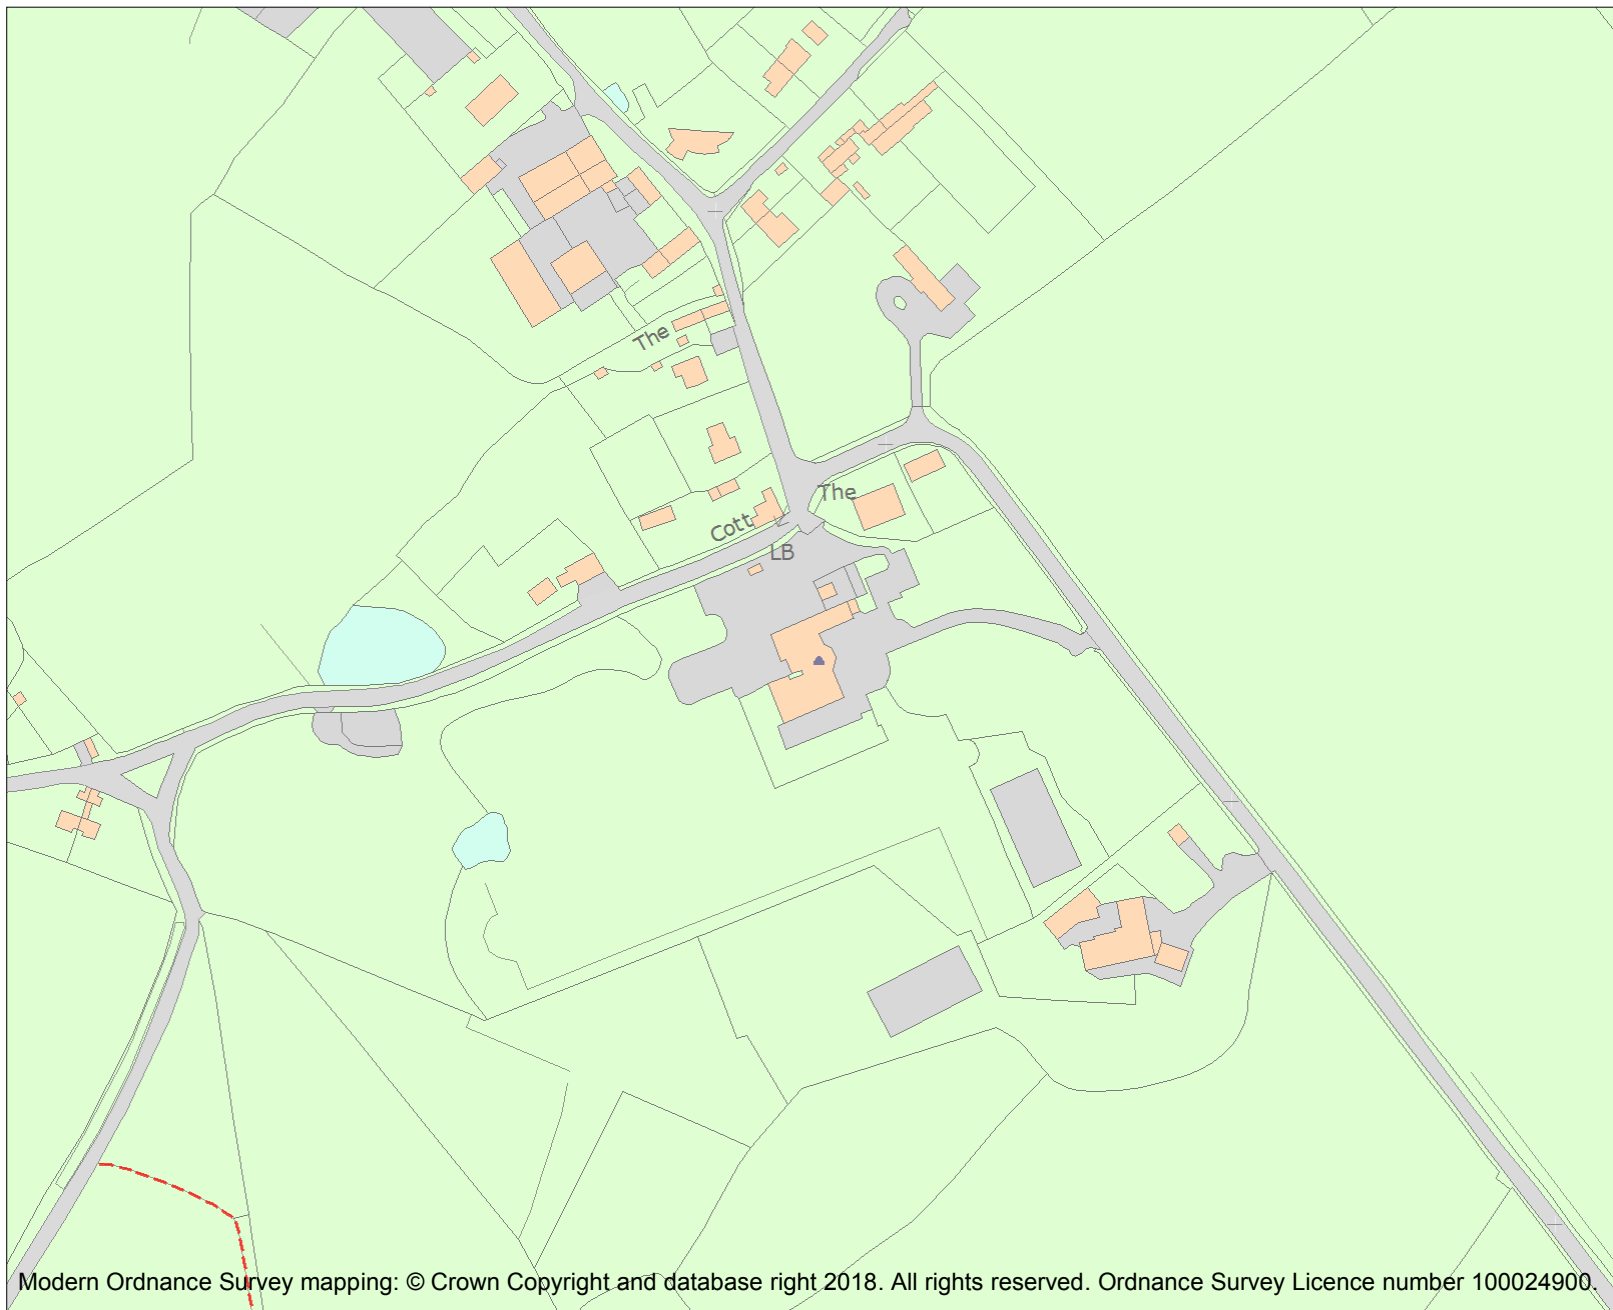 The
The
Cott
LB
Modern Ordnance Survey mapping: © Crown Copyright and database right 2018. All rights reserved. Ordnance Survey Licence number 100024900.